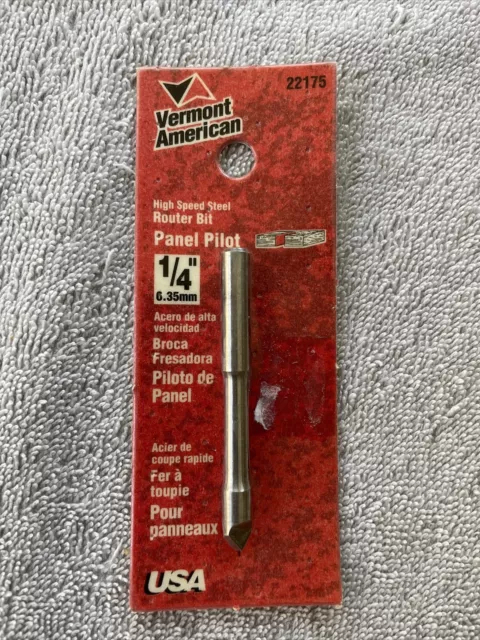 22175
Vermont
American
High Speed Steel
Router Bit
Panel Pilot
1/4"
6.35mm
Acero de alta
velocidad
Broca
Fresadora
Piloto de
Panel
Acier de
coupe rapide
Fer à
toupie
Pour
panneaux
USA